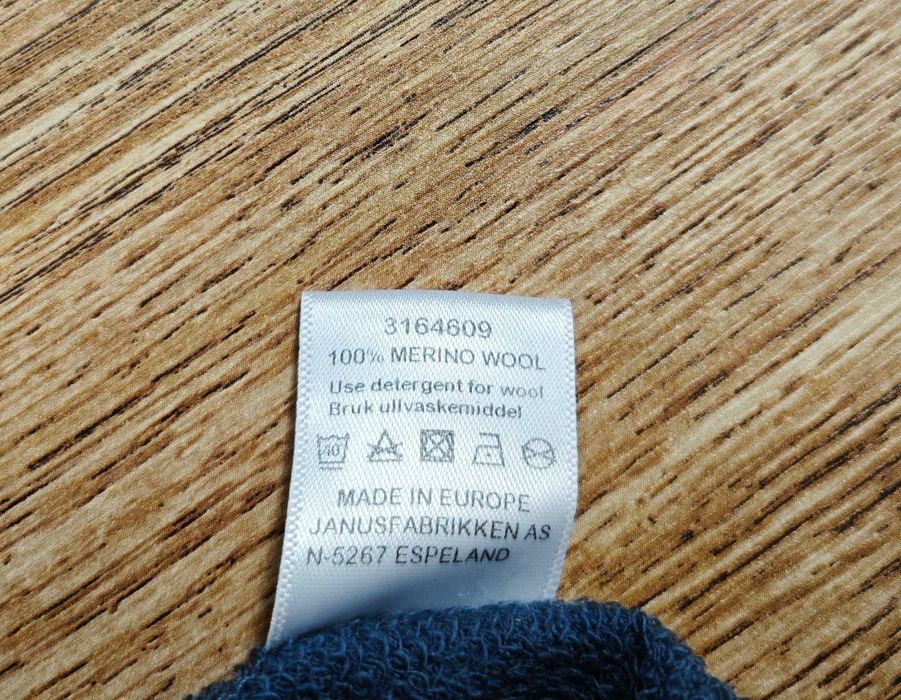 3164609
100% MERINO WOOL
Use detergent for wool
Bruk ullvaskemiddel
40
MADE IN EUROPE
JANUSFABRIKKEN AS
N-5267 ESPELAND